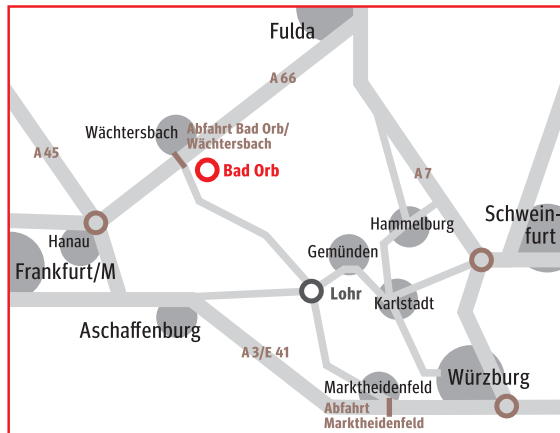 Fulda
A 66
Wächtersbach
Abfahrt Bad Orb/
Wächtersbach
Bad Orb
A 45
A 7
Hanau
Frankfurt/M
Gemünden
Hammelburg
Schwein-
furt
Lohr
Karlstadt
Aschaffenburg
A 3/E 41
Marktheidenfeld
Würzburg
Abfahrt
Marktheidenfeld